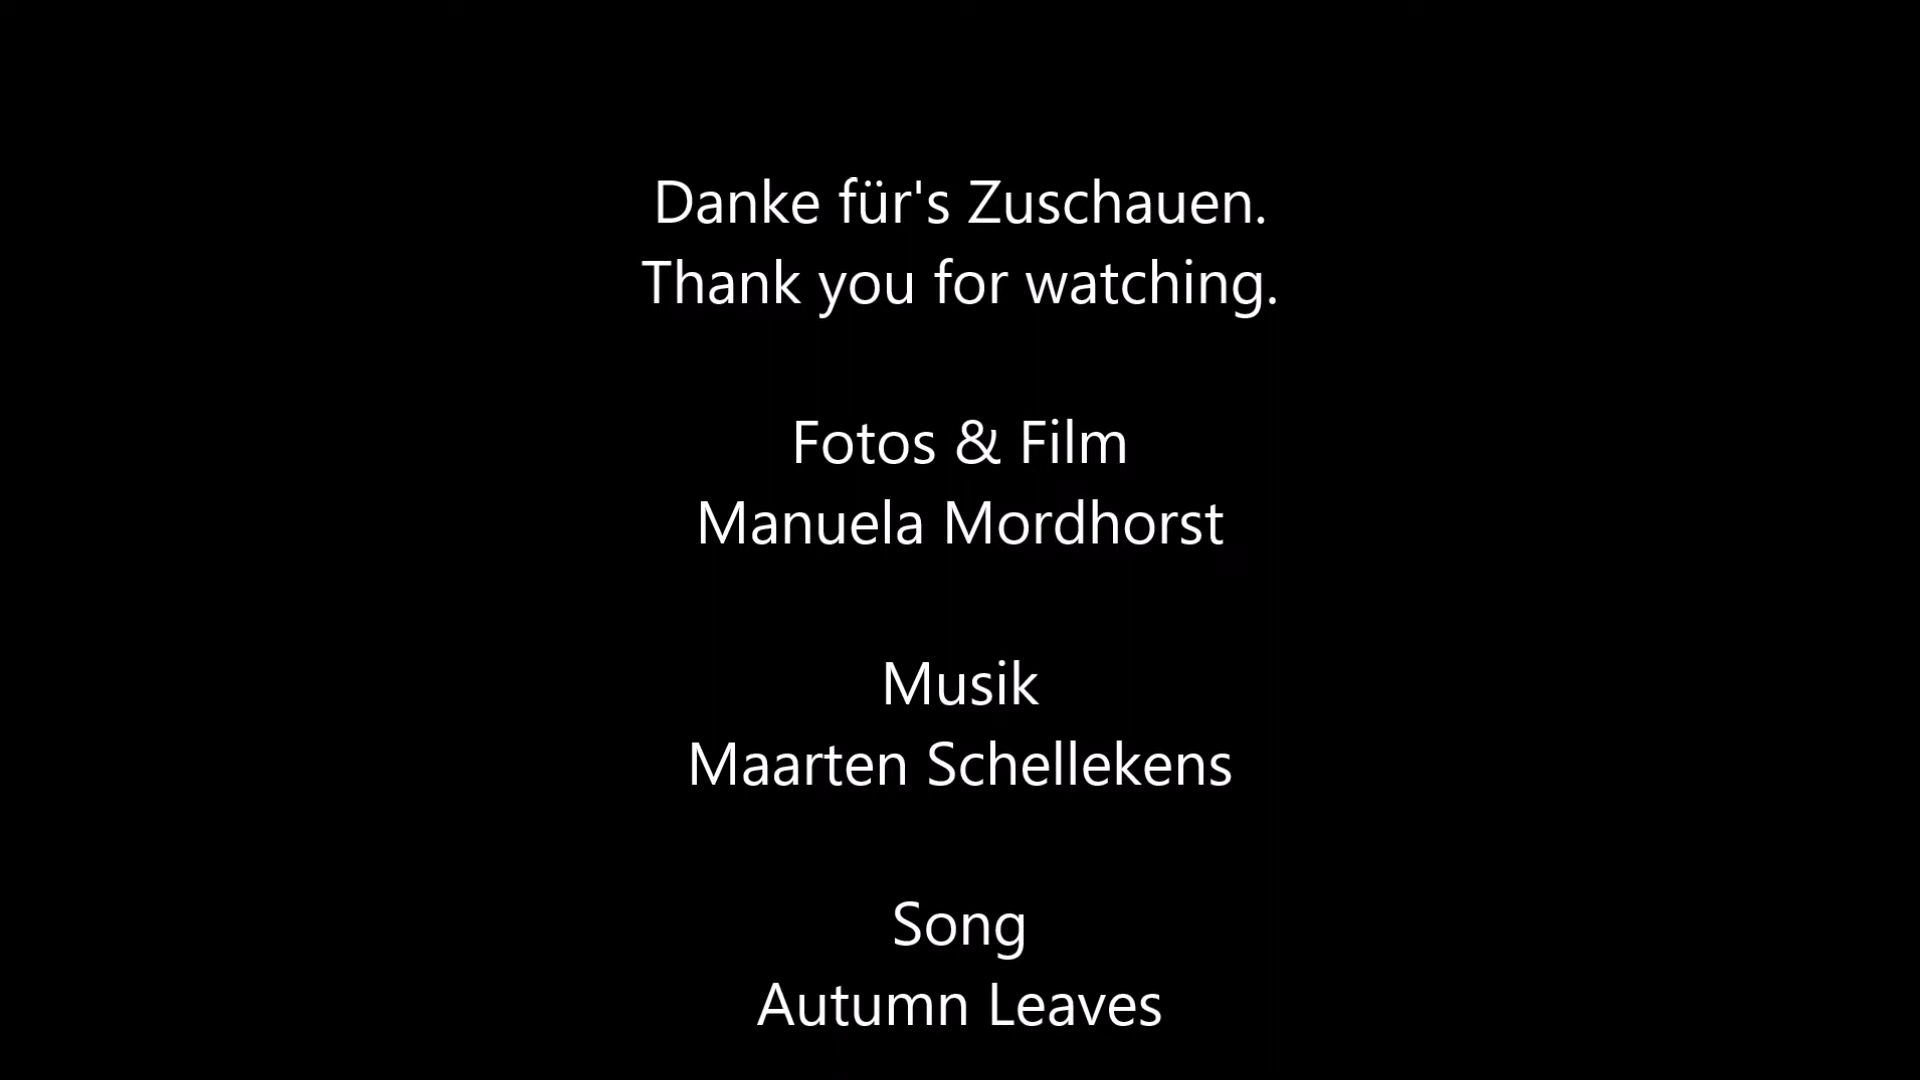 Danke für's Zuschauen.
Thank you for watching.
Fotos & Film
Manuela Mordhorst
Musik
Maarten Schellekens
Song
Autumn Leaves